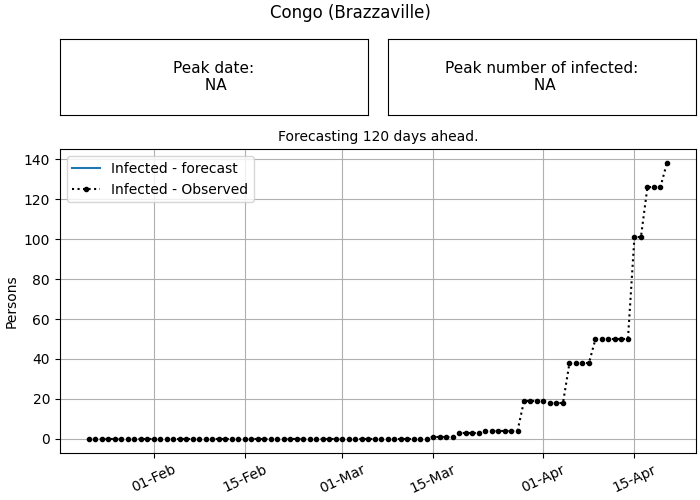 Congo (Brazzaville)
Peak date:
NA
Peak number of infected:
NA
Forecasting 120 days ahead.
Infected - forecast
Infected - Observed
Persons
140
120
100
80
60
40
20
0
01-Feb
15-Feb
01-Mar
15-Mar
01-Apr
15-Apr